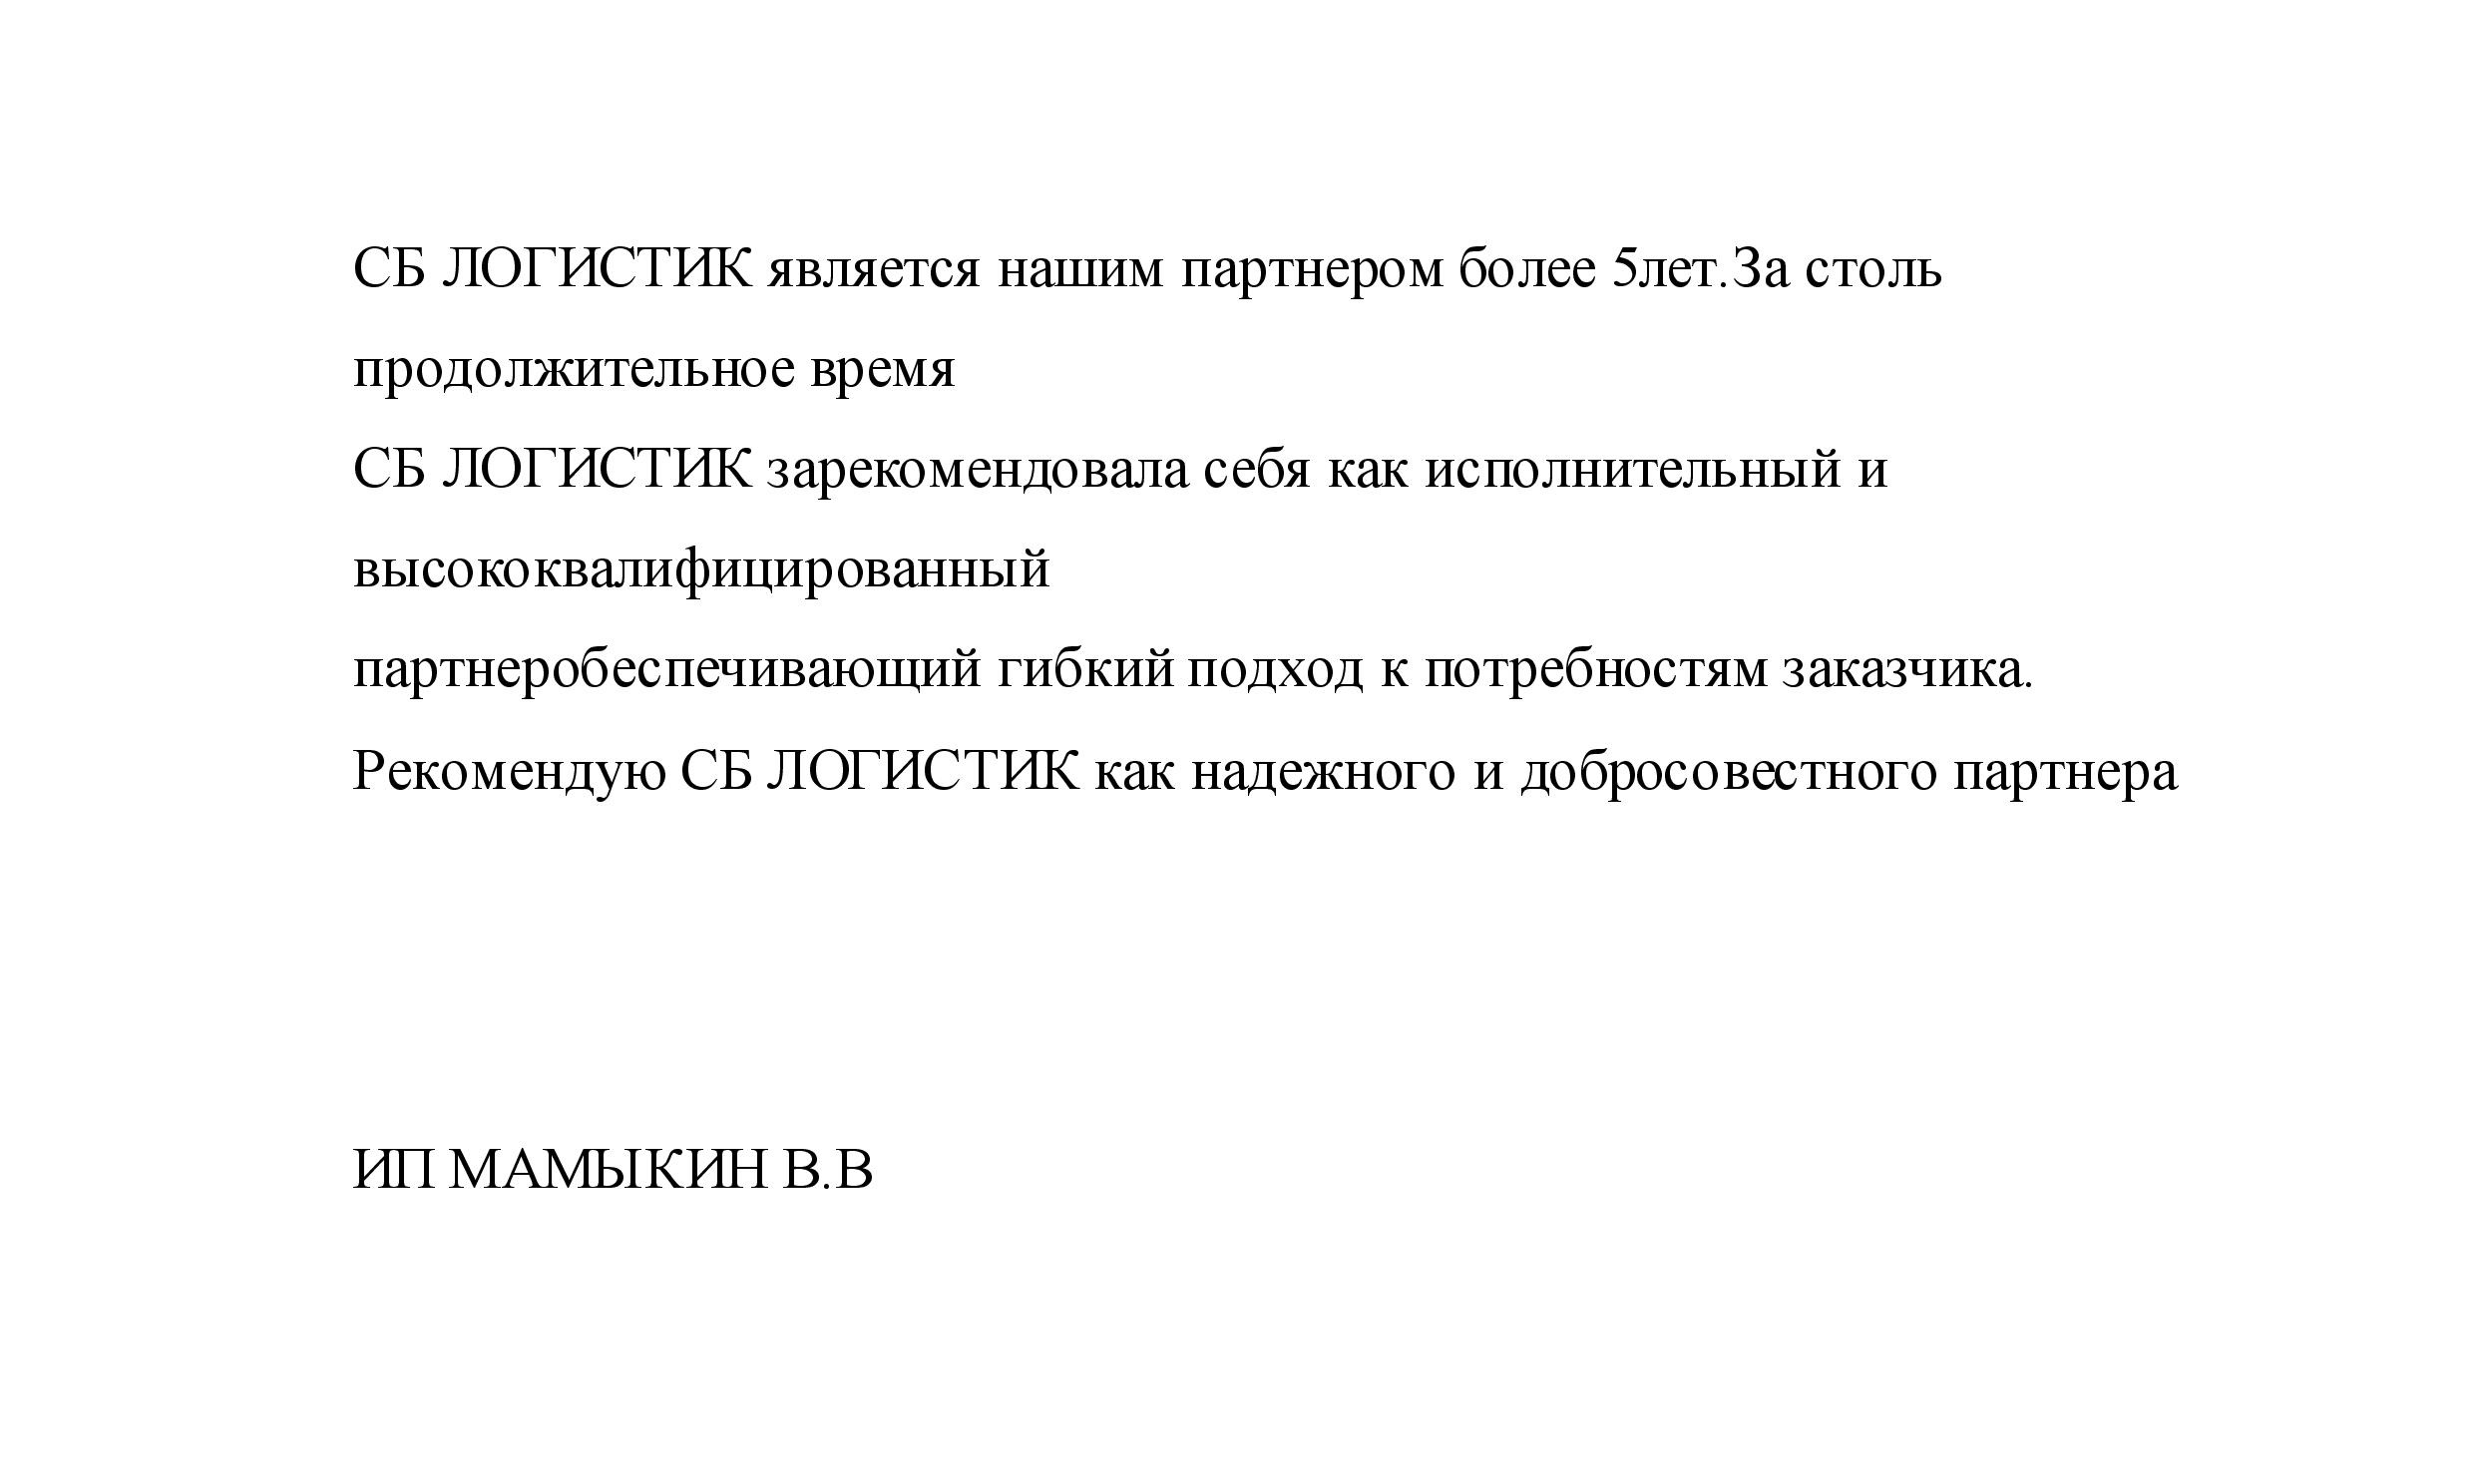 СБ ЛОГИСТИК является нашим партнером более 5лет.За столь
продолжительное время
СБ ЛОГИСТИК зарекомендовала себя как исполнительный и
высококвалифицированный
партнеробеспечивающий гибкий подход к потребностям заказчика.
Рекомендую СБ ЛОГИСТИК как надежного и добросовестного партнера
ИП МАМЫКИН В.В